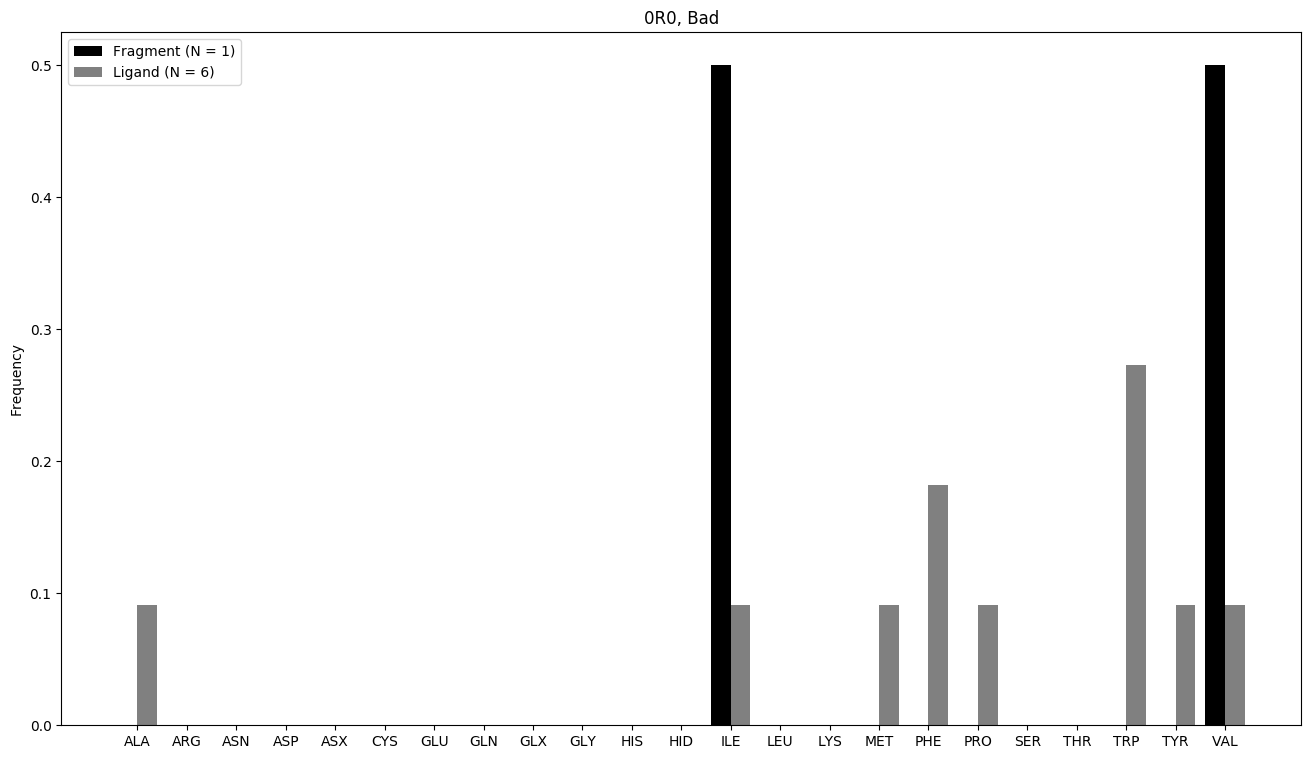 0R0, Bad
Fragment (N = 1)
Ligand (N = 6)
Frequency
0.5
0.4
0.3
0.2
0.1
0.0
ALA ARG ASN ASP ASX CYS GLU GLN GLX GLY HIS HID ILE LEU LYS MET PHE PRO SER THR TRP TYR VAL